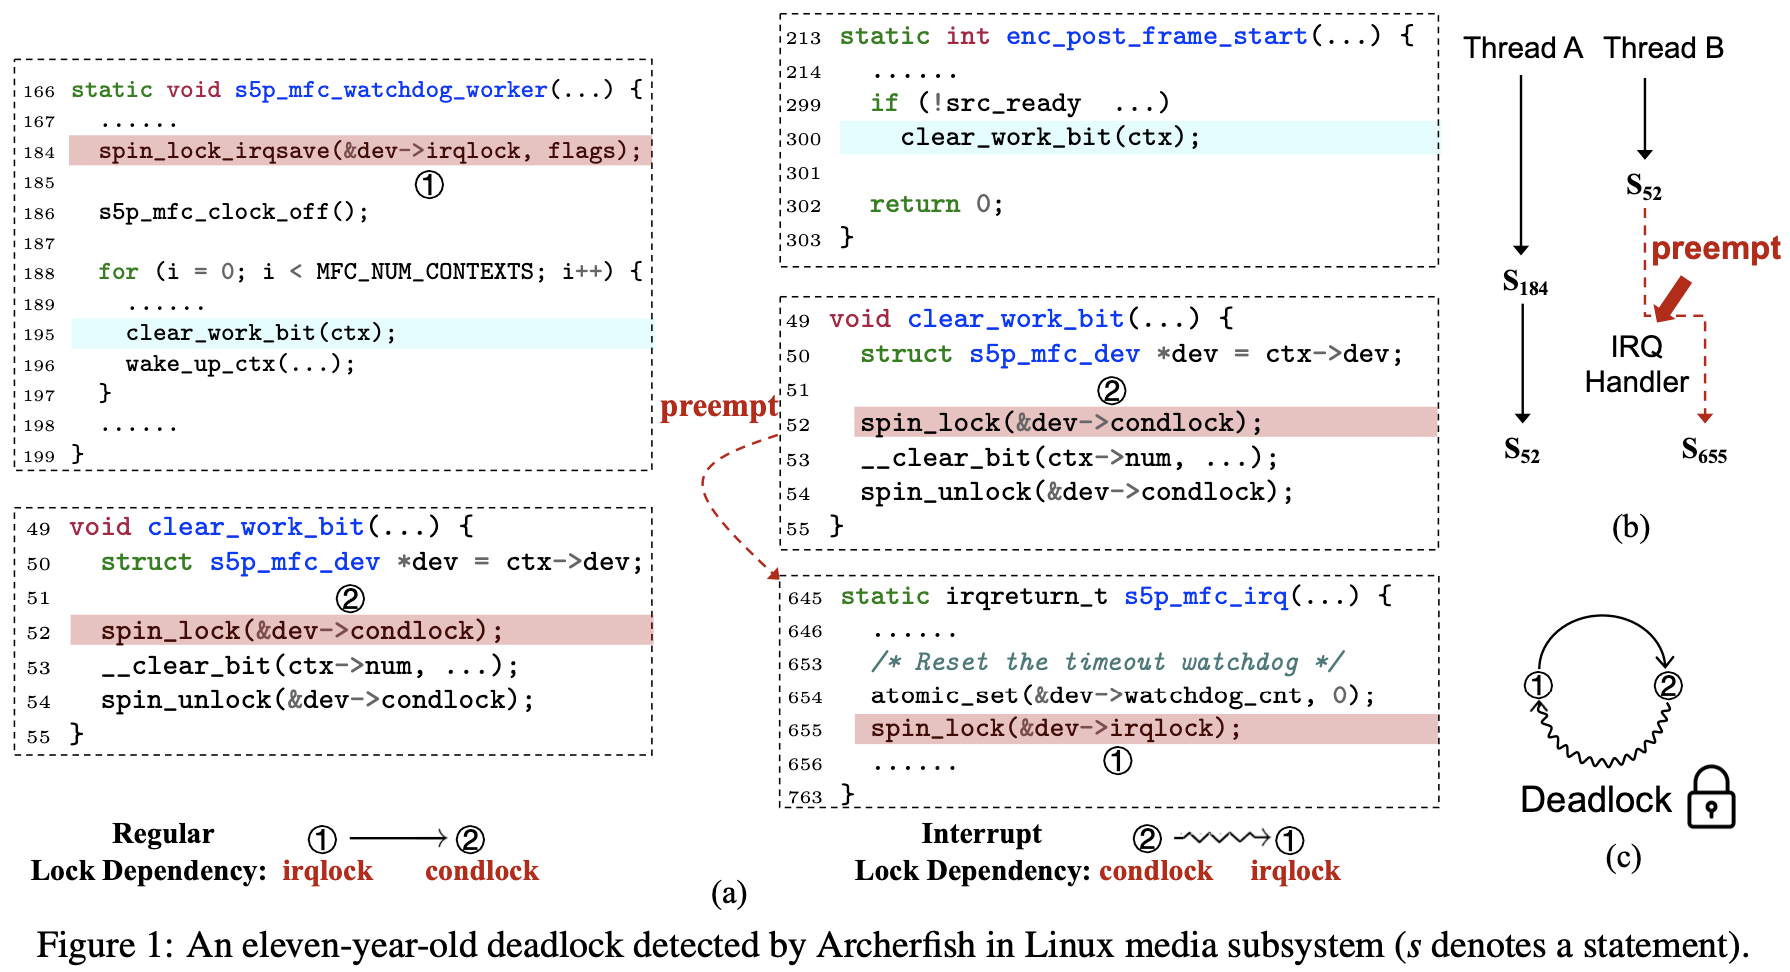 166 static void s5p_mfc_watchdog_worker(...) {
167 ......
184 spin_lock_irqsave(&dev->irqlock, flags);
185 ①
186 s5p_mfc_clock_off();
187
188 for (i = 0; i < MFC_NUM_CONTEXTS; i++) {
189 ......
195 clear_work_bit(ctx);
196 wake_up_ctx(...);
197 }
198 ......
199 }
49 void clear_work_bit(...) {
50 struct s5p_mfc_dev *dev = ctx->dev;
51 ②
52 spin_lock(&dev->condlock);
53 __clear_bit(ctx->num, ...);
54 spin_unlock(&dev->condlock);
55 }
Regular ① ②
Lock Dependency: irqlock condlock
preempt
213 static int enc_post_frame_start(...) {
214 ......
299 if (!src_ready ...)
300 clear_work_bit(ctx);
301
302 return 0;
303 }
49 void clear_work_bit(...) {
50 struct s5p_mfc_dev *dev = ctx->dev;
51 ②
52 spin_lock(&dev->condlock);
53 __clear_bit(ctx->num, ...);
54 spin_unlock(&dev->condlock);
55 }
645 static irqreturn_t s5p_mfc_irq(...) {
646 ......
653 /* Reset the timeout watchdog */
654 atomic_set(&dev->watchdog_cnt, 0);
655 spin_lock(&dev->irqlock);
656 ...... ①
763 }
Interrupt ② ①
Lock Dependency: condlock irqlock
(a)
Thread A Thread B
S52
preempt
S184
IRQ
Handler
S52 S655
(b)
① ②
Deadlock
(c)
Figure 1: An eleven-year-old deadlock detected by Archerfish in Linux media subsystem (s denotes a statement).